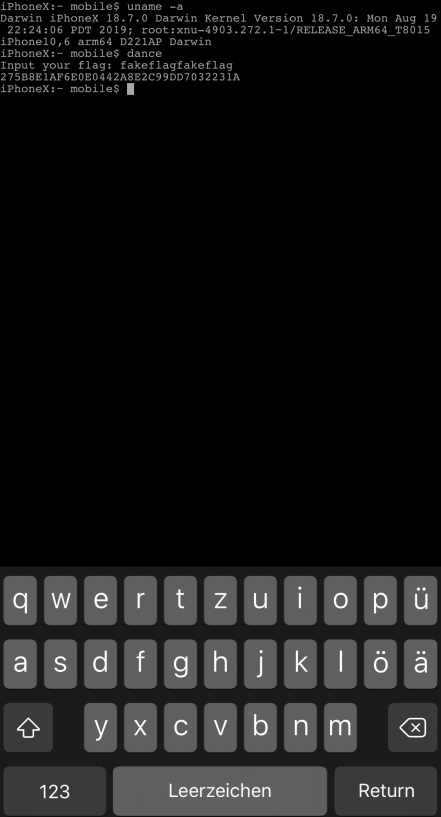 iPhoneX:~ mobile$ uname -a
Darwin iPhoneX 18.7.0 Darwin Kernel Version 18.7.0: Mon Aug 19
 22:24:06 PDT 2019; root:xnu-4903.272.1~1/RELEASE_ARM64_T8015
iPhone10,6 arm64 D221AP Darwin
iPhoneX:~ mobile$ dance
Input your flag: fakeflagfakeflag
275B8E1AF6E0E0442A8E2C99DD7032231A
iPhoneX:~ mobile$
q w e r t z u i o p ü
a s d f g h j k l ö ä
y x c v b n m
123 Leerzeichen Return